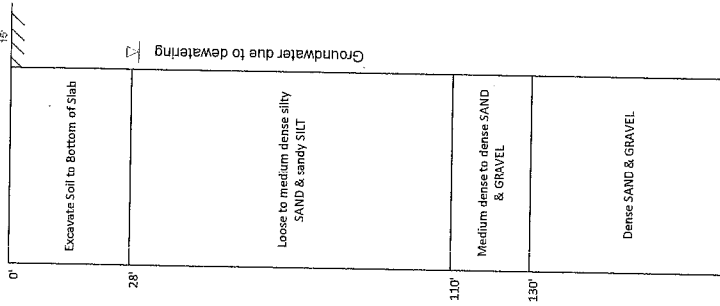 15'
0'
Excavate Soil to Bottom of Slab
28'
Groundwater due to dewatering
Loose to medium dense silty
SAND & sandy SILT
110'
Medium dense to dense SAND
& GRAVEL
130'
Dense SAND & GRAVEL